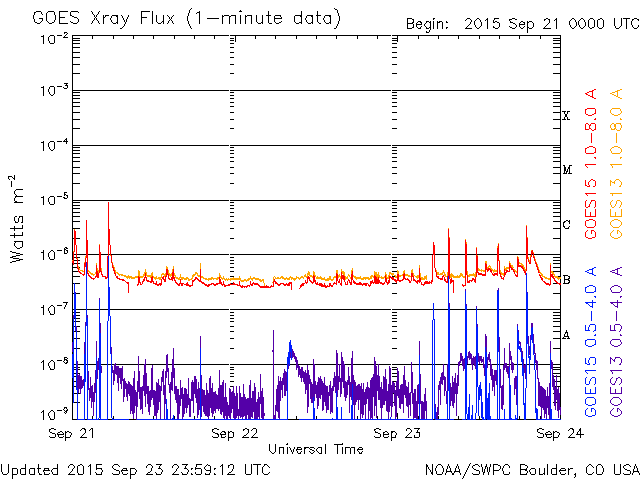 GOES Xray Flux (1-minute data)
Begin: 2015 Sep 21 0000 UTC
10-2
10-3
10-4
10-5
10-6
10-7
10-8
10-9
Watts m-2
X
M
C
B
A
GOES15 1.0-8.0 A
GOES13 1.0-8.0 A
GOES15 0.5-4.0 A
GOES13 0.5-4.0 A
Sep 21
Sep 22
Sep 23
Sep 24
Universal Time
Updated 2015 Sep 23 23:59:12 UTC
NOAA/SWPC Boulder, CO USA